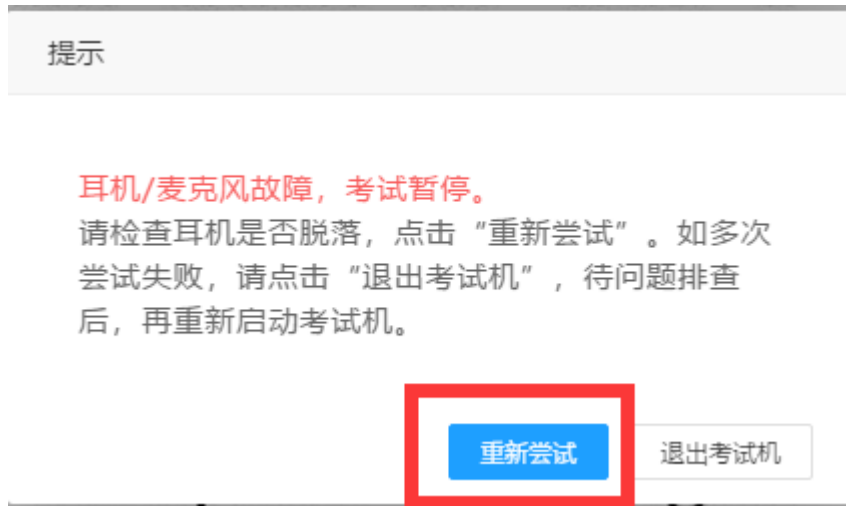 提示
耳机/麦克风故障，考试暂停。
请检查耳机是否脱落，点击“重新尝试”。如多次
尝试失败，请点击“退出考试机”，待问题排查
后，再重新启动考试机。
重新尝试
退出考试机